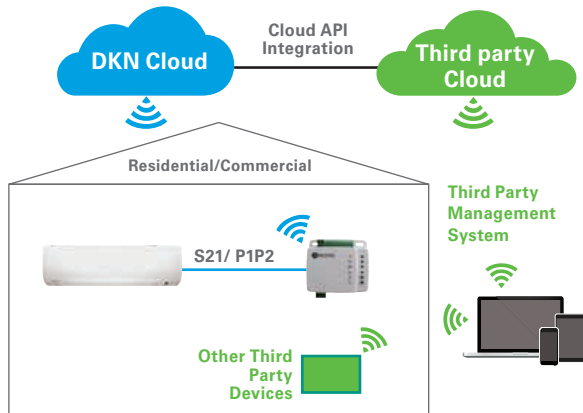 Cloud API
Integration
DKN Cloud
Third party
Cloud
Residential/Commercial
Third Party
Management
System
S21/ P1P2
Other Third
Party
Devices